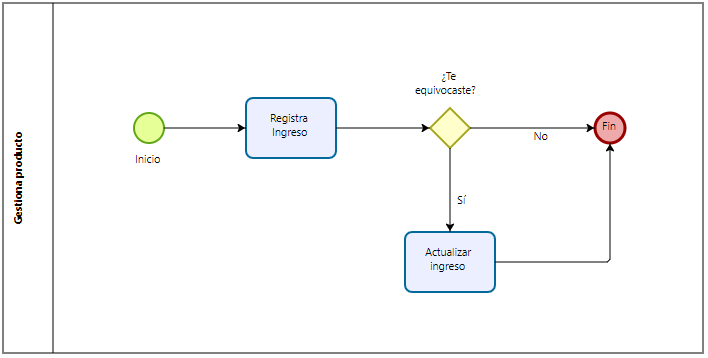 Gestiona producto
Inicio
Registra
Ingreso
¿Te
equivocaste?
No
Fin
Sí
Actualizar
ingreso